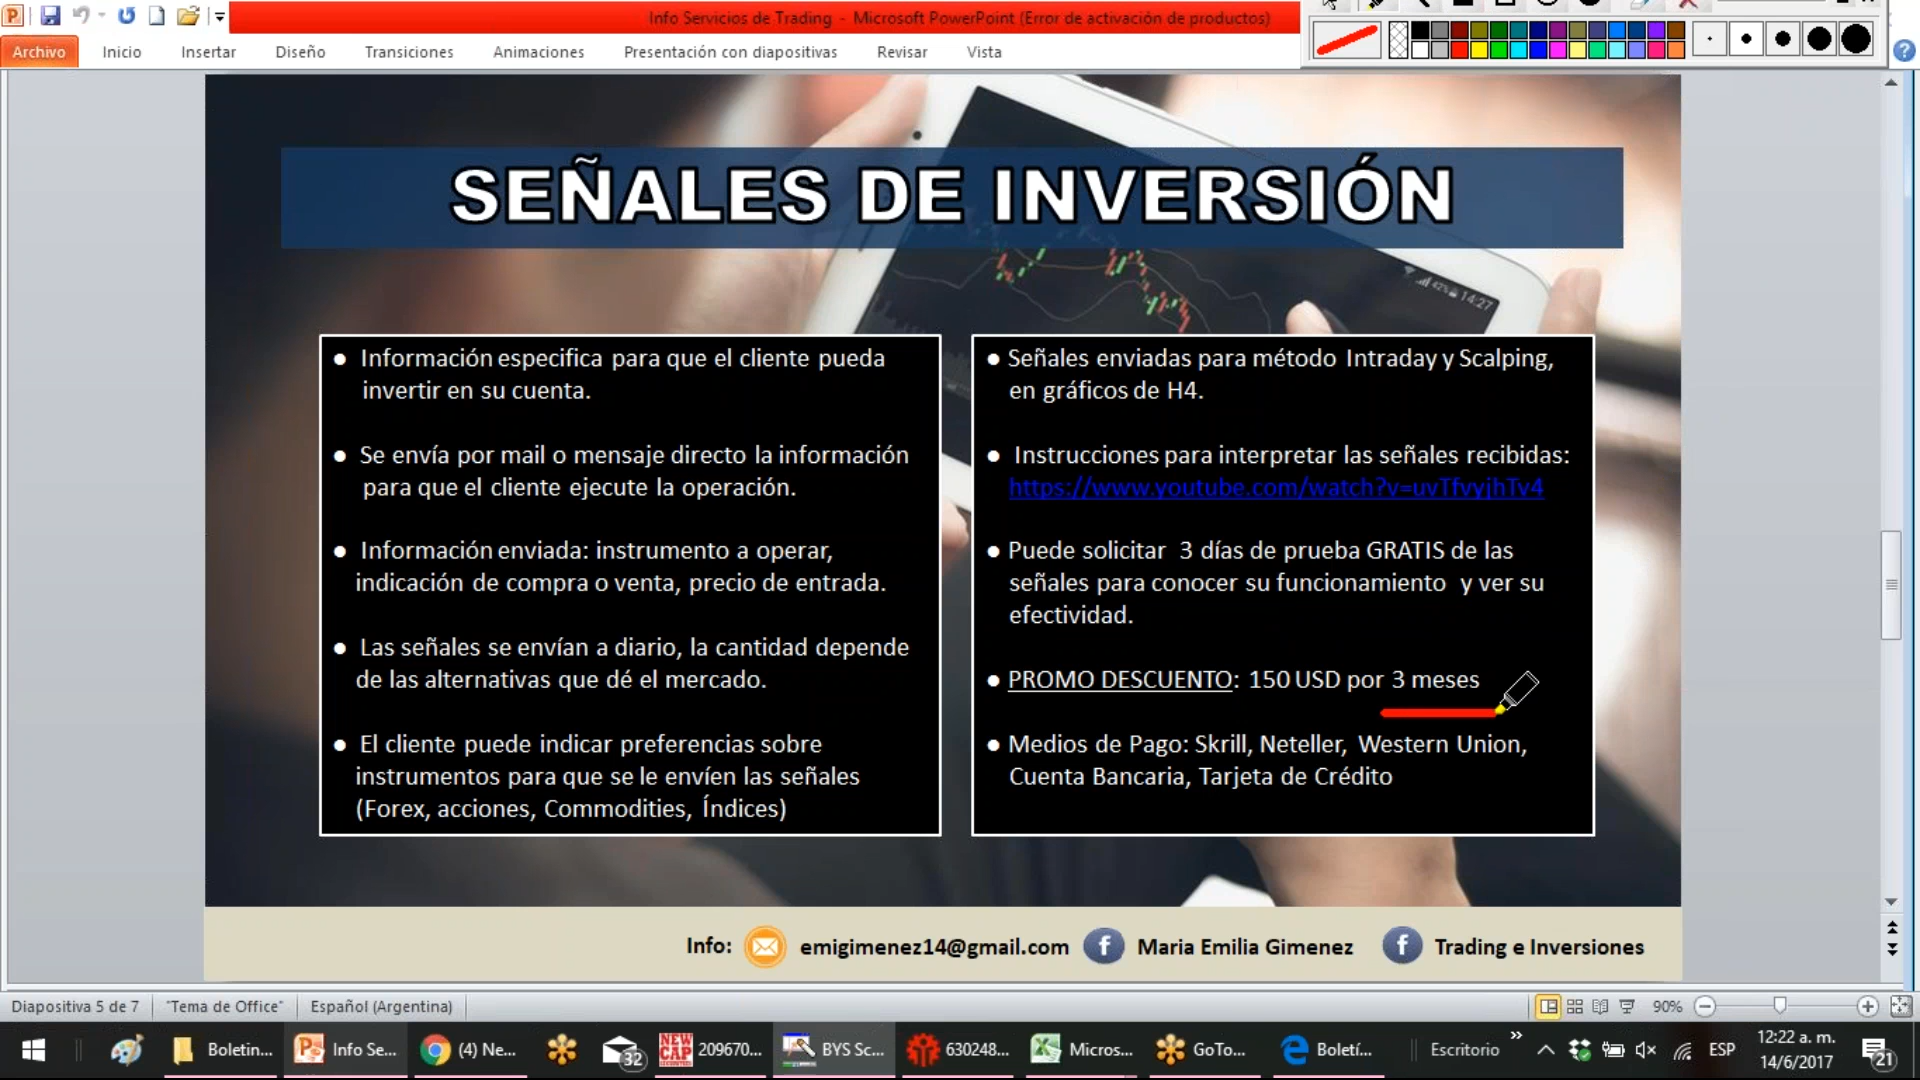 Info Servicios de Trading - Microsoft PowerPoint (Error de activación de productos)
Archivo Inicio Insertar Diseño Transiciones Animaciones Presentación con diapositivas Revisar Vista
42% 14:27
SEÑALES DE INVERSIÓN
● Información especifica para que el cliente pueda
invertir en su cuenta.
● Se envía por mail o mensaje directo la información
para que el cliente ejecute la operación.
● Información enviada: instrumento a operar,
indicación de compra o venta, precio de entrada.
● Las señales se envían a diario, la cantidad depende
de las alternativas que dé el mercado.
● El cliente puede indicar preferencias sobre
instrumentos para que se le envíen las señales
(Forex, acciones, Commodities, Índices)
● Señales enviadas para método Intraday y Scalping,
en gráficos de H4.
● Instrucciones para interpretar las señales recibidas:
https://www.youtube.com/watch?v=uvTfvyjhTv4
● Puede solicitar 3 días de prueba GRATIS de las
señales para conocer su funcionamiento y ver su
efectividad.
● PROMO DESCUENTO: 150 USD por 3 meses
● Medios de Pago: Skrill, Neteller, Western Union,
Cuenta Bancaria, Tarjeta de Crédito
Info: emigimenez14@gmail.com f Maria Emilia Gimenez f Trading e Inversiones
Diapositiva 5 de 7 "Tema de Office" Español (Argentina) 90%
Boletin... Info Se... (4) Ne... 32 NEW CAP 209670... BYS Sc... 630248... Micros... GoTo... Boletí... Escritorio » ESP 12:22 a. m.
14/6/2017 21